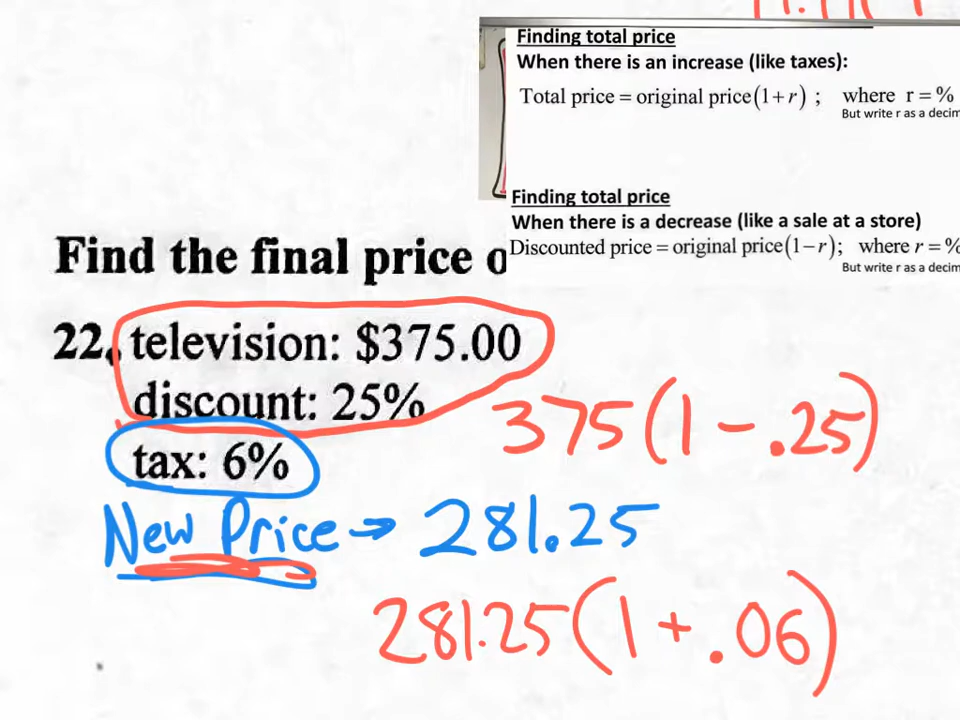 Finding total price
When there is an increase (like taxes):
Total price = original price(1+r) ; where r = %
But write r as a decim
Finding total price
When there is a decrease (like a sale at a store)
Discounted price = original price(1−r); where r = %
But write r as a decim
Find the final price o
22. television: $375.00
discount: 25%
375(1 - .25)
tax: 6%
New Price → 281.25
281.25(1 + .06)